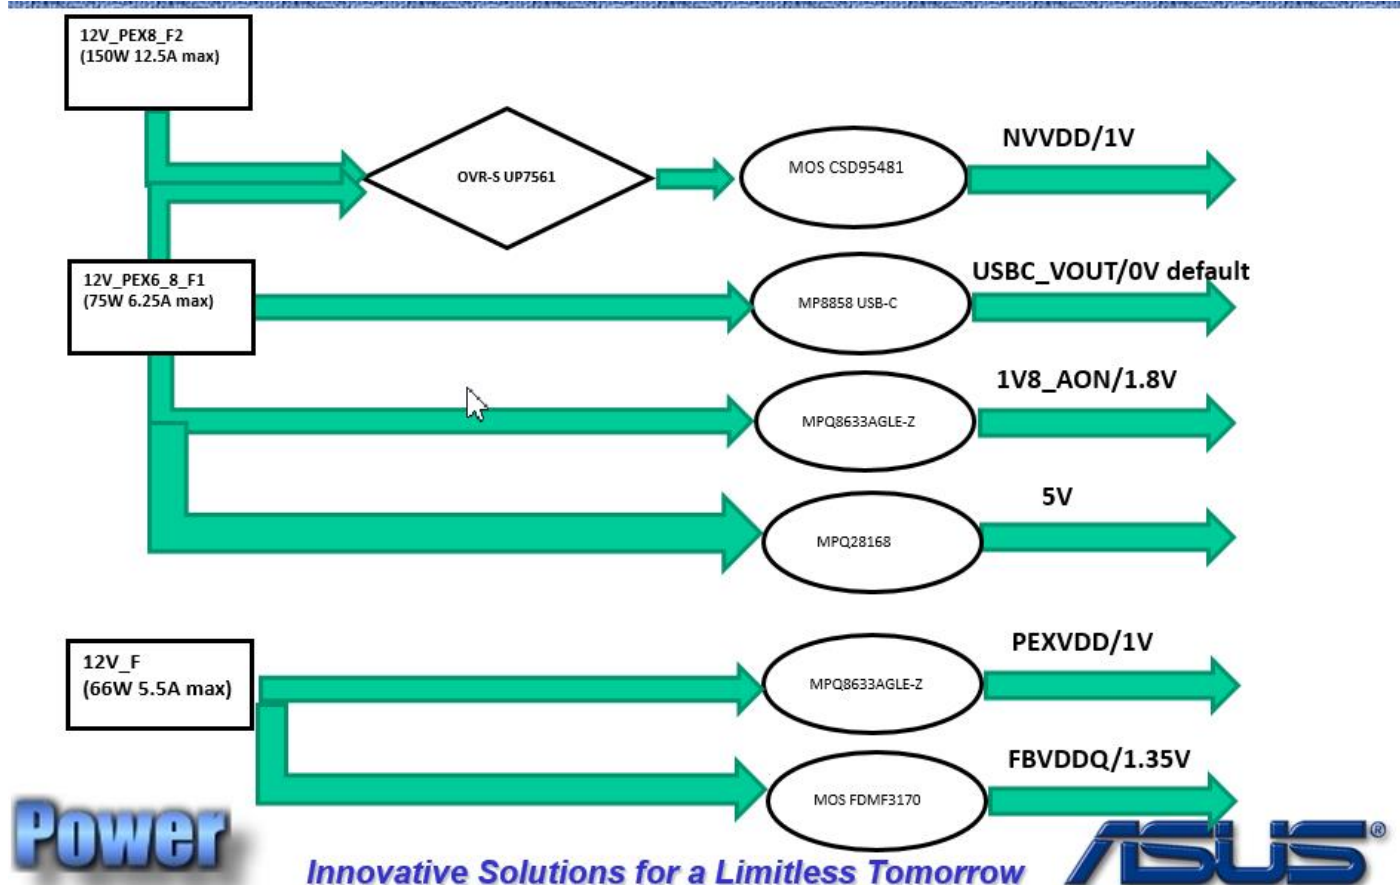 12V_PEX8_F2
(150W 12.5A max)
NVVDD/1V
OVR-S UP7561
MOS CSD95481
12V_PEX6_8_F1
(75W 6.25A max)
USBC_VOUT/0V default
MP8858 USB-C
1V8_AON/1.8V
MPQ8633AGLE-Z
5V
MPQ28168
12V_F
(66W 5.5A max)
PEXVDD/1V
MPQ8633AGLE-Z
FBVDDQ/1.35V
MOS FDMF3170
Power
Innovative Solutions for a Limitless Tomorrow
ASUS®